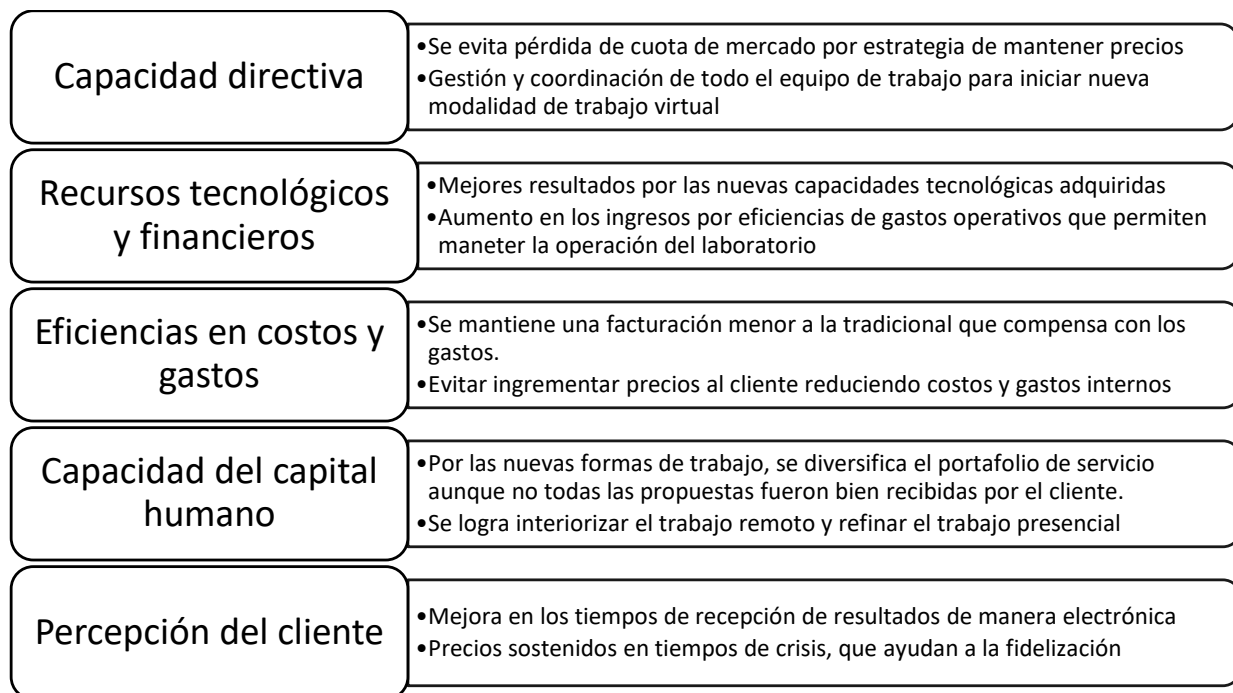 Capacidad directiva
•Se evita pérdida de cuota de mercado por estrategia de mantener precios
•Gestión y coordinación de todo el equipo de trabajo para iniciar nueva
modalidad de trabajo virtual
Recursos tecnológicos
y financieros
•Mejores resultados por las nuevas capacidades tecnológicas adquiridas
•Aumento en los ingresos por eficiencias de gastos operativos que permiten
maneter la operación del laboratorio
Eficiencias en costos y
gastos
•Se mantiene una facturación menor a la tradicional que compensa con los
gastos.
•Evitar ingrementar precios al cliente reduciendo costos y gastos internos
Capacidad del capital
humano
•Por las nuevas formas de trabajo, se diversifica el portafolio de servicio
aunque no todas las propuestas fueron bien recibidas por el cliente.
•Se logra interiorizar el trabajo remoto y refinar el trabajo presencial
Percepción del cliente
•Mejora en los tiempos de recepción de resultados de manera electrónica
•Precios sostenidos en tiempos de crisis, que ayudan a la fidelización